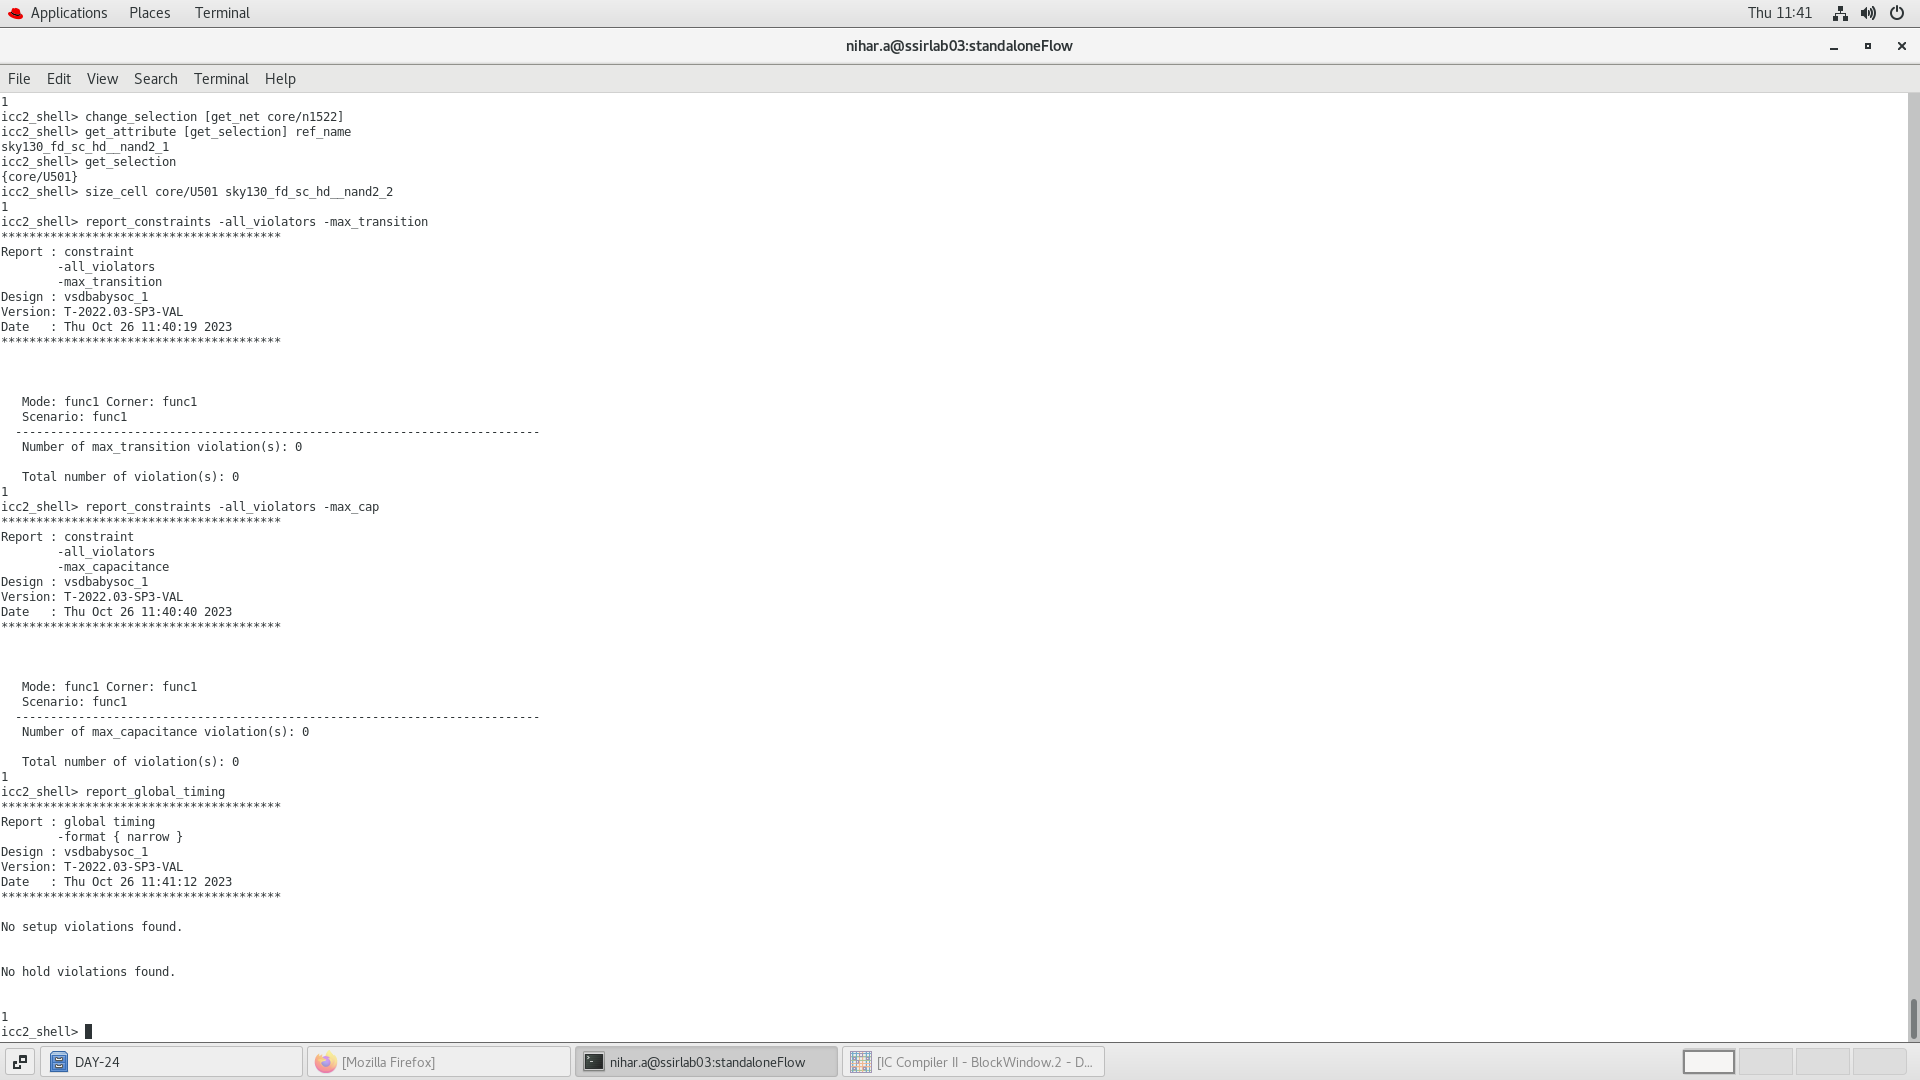 Applications Places Terminal Thu 11:41
nihar.a@ssirlab03:standaloneFlow
File Edit View Search Terminal Help
1
icc2_shell> change_selection [get_net core/n1522]
icc2_shell> get_attribute [get_selection] ref_name
sky130_fd_sc_hd__nand2_1
icc2_shell> get_selection
{core/U501}
icc2_shell> size_cell core/U501 sky130_fd_sc_hd__nand2_2
1
icc2_shell> report_constraints -all_violators -max_transition
****************************************
Report : constraint
        -all_violators
        -max_transition
Design : vsdbabysoc_1
Version: T-2022.03-SP3-VAL
Date   : Thu Oct 26 11:40:19 2023
****************************************
   Mode: func1 Corner: func1
   Scenario: func1
  ---------------------------------------------------------------------------
   Number of max_transition violation(s): 0
   Total number of violation(s): 0
1
icc2_shell> report_constraints -all_violators -max_cap
****************************************
Report : constraint
        -all_violators
        -max_capacitance
Design : vsdbabysoc_1
Version: T-2022.03-SP3-VAL
Date   : Thu Oct 26 11:40:40 2023
****************************************
   Mode: func1 Corner: func1
   Scenario: func1
  ---------------------------------------------------------------------------
   Number of max_capacitance violation(s): 0
   Total number of violation(s): 0
1
icc2_shell> report_global_timing
****************************************
Report : global timing
        -format { narrow }
Design : vsdbabysoc_1
Version: T-2022.03-SP3-VAL
Date   : Thu Oct 26 11:41:12 2023
****************************************
No setup violations found.
No hold violations found.
1
icc2_shell>
DAY-24 [Mozilla Firefox] nihar.a@ssirlab03:standaloneFlow [IC Compiler II - BlockWindow.2 - D...